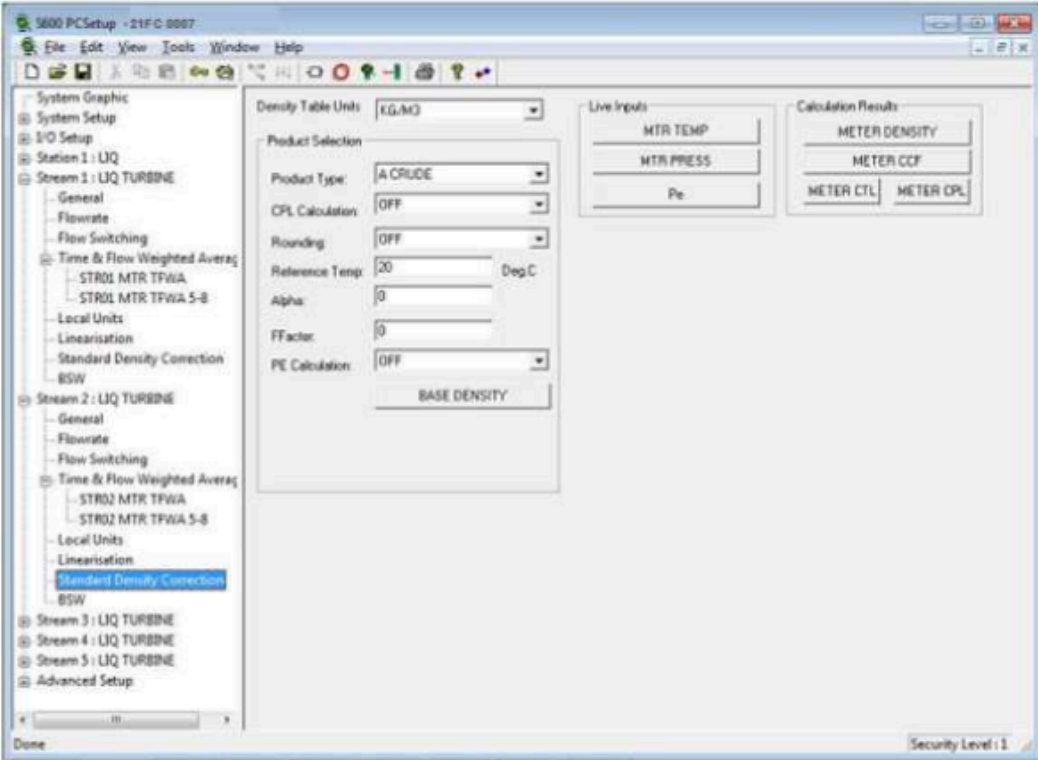 S600 PCSetup - 21FC 0007
File Edit View Tools Window Help
System Graphic
System Setup
I/O Setup
Station 1 : LIQ
Stream 1 : LIQ TURBINE
General
Flowrate
Flow Switching
Time & Flow Weighted Averag
STR01 MTR TFWA
STR01 MTR TFWA 5-8
Local Units
Linearisation
Standard Density Correction
BSW
Stream 2 : LIQ TURBINE
General
Flowrate
Flow Switching
Time & Flow Weighted Averag
STR02 MTR TFWA
STR02 MTR TFWA 5-8
Local Units
Linearisation
Standard Density Correction
BSW
Stream 3 : LIQ TURBINE
Stream 4 : LIQ TURBINE
Stream 5 : LIQ TURBINE
Advanced Setup
Density Table Units KG/M3
Product Selection
Product Type: A CRUDE
CPL Calculation OFF
Rounding OFF
Reference Temp: 20 Deg.C
Alpha: 0
FFactor: 0
PE Calculation: OFF
BASE DENSITY
Live Inputs
MTR TEMP
MTR PRESS
Pe
Calculation Results
METER DENSITY
METER CCF
METER CTL METER CPL
Done Security Level : 1